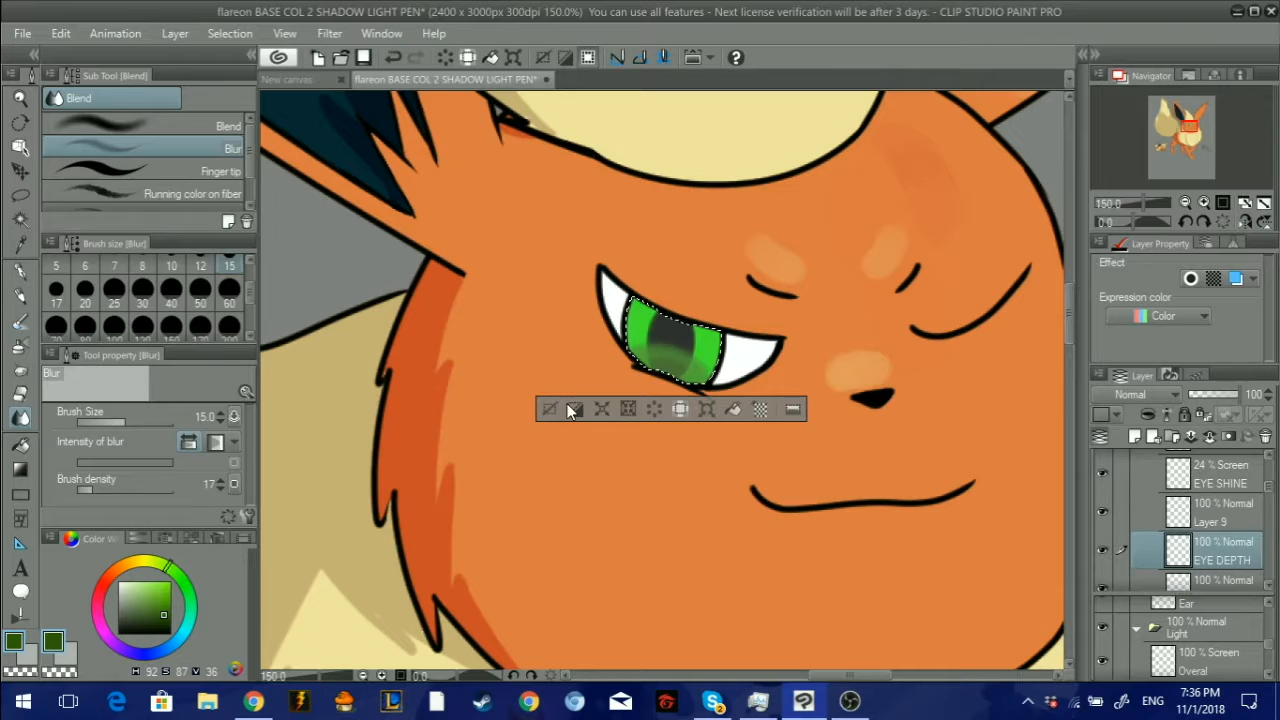 flareon BASE COL 2 SHADOW LIGHT PEN* (2400 x 3000px 300dpi 150.0%) You can use all features - Next license verification will be after 3 days. - CLIP STUDIO PAINT PRO
File Edit Animation Layer Selection View Filter Window Help
New canvas flareon BASE COL 2 SHADOW LIGHT PEN*
Sub Tool [Blend]
Blend
Blend
Blur
Finger tip
Running color on fiber
Brush size [Blur]
5 6 7 8 10 12 15
17 20 25 30 40 50 60
Tool property [Blur]
Blur
Brush Size 15.0
Intensity of blur
Brush density 17
Color W
H 92 S 87 V 36
150.0 0.0
Navigator
150.0
0.0
Layer Property
Effect
Expression color
Color
Layer
Normal 100
24 % Screen
EYE SHINE
100 % Normal
Layer 9
100 % Normal
EYE DEPTH
100 % Normal
Ear
100 % Normal
Light
100 % Screen
Overal
ENG
7:36 PM
11/1/2018